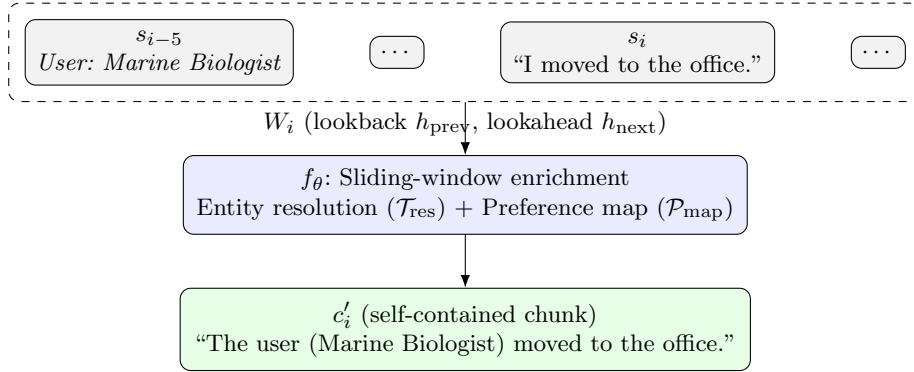 s_{i−5}
User: Marine Biologist
···
s_i
“I moved to the office.”
···
W_i (lookback h_prev, lookahead h_next)
f_θ: Sliding-window enrichment
Entity resolution (𝒯_res) + Preference map (𝒫_map)
c′_i (self-contained chunk)
“The user (Marine Biologist) moved to the office.”